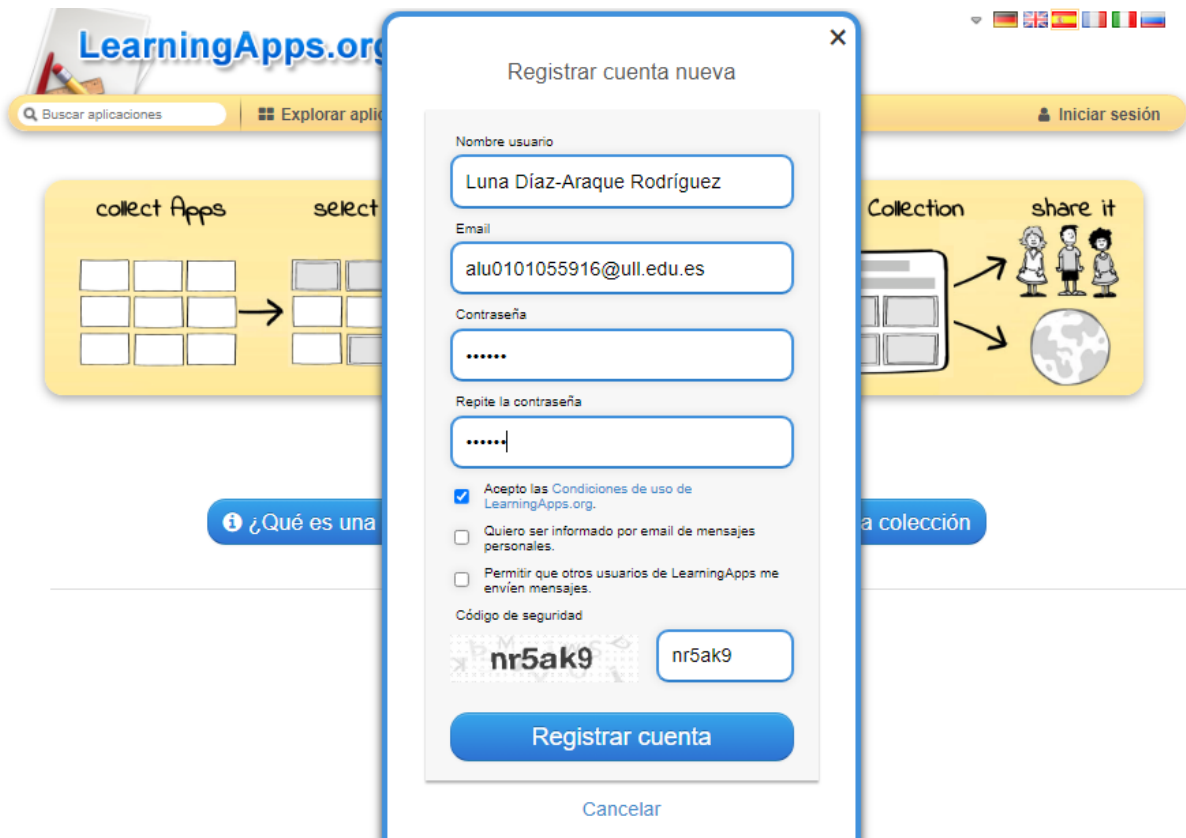 LearningApps.org
Buscar aplicaciones
Explorar aplic
Iniciar sesión
collect Apps
select
Collection
share it
¿Qué es una
a colección
×
Registrar cuenta nueva
Nombre usuario
Luna Díaz-Araque Rodríguez
Email
alu0101055916@ull.edu.es
Contraseña
••••••
Repite la contraseña
••••••
Acepto las Condiciones de uso de
LearningApps.org.
Quiero ser informado por email de mensajes
personales.
Permitir que otros usuarios de LearningApps me
envíen mensajes.
Código de seguridad
nr5ak9
nr5ak9
Registrar cuenta
Cancelar